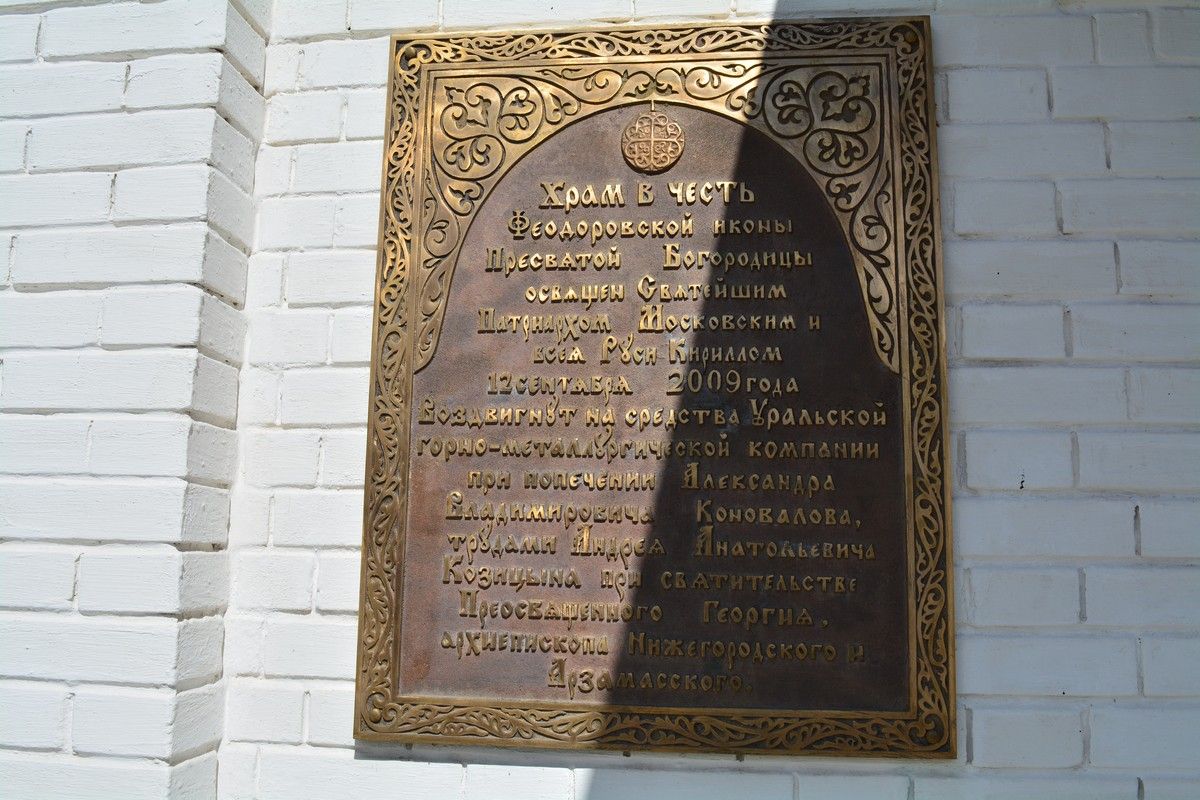 Храм в честь
Феодоровской иконы
Пресватой Богородицы
освящен Святейшим
Патриархом Московским и
всея Руси Кириллом
12 сентября 2009 года
Воздвигнут на средства Уральской
горно-металлургической компании
при попечении Александра
Владимировича Коновалова,
трудами Андрея Анатольевича
Козицына при святительстве
Преосвященного Георгия,
архиепископа Нижегородского и
Арзамасского.